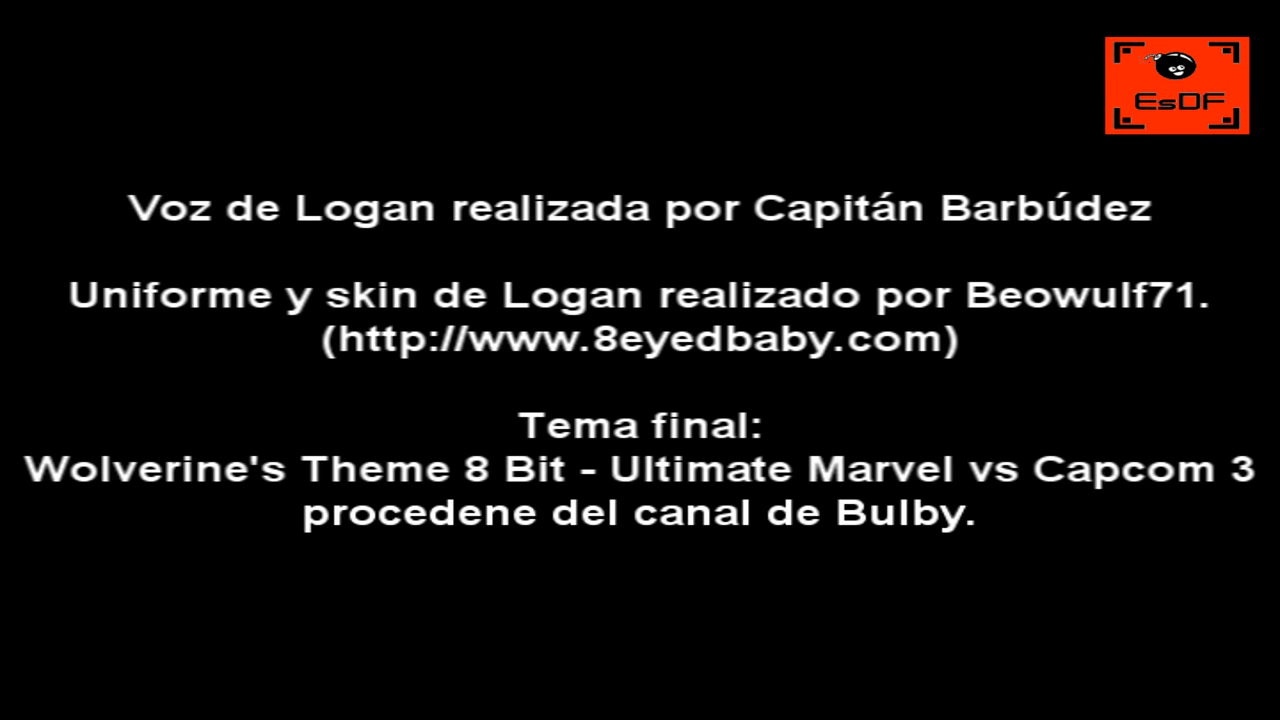 EsDF
Voz de Logan realizada por Capitán Barbúdez
Uniforme y skin de Logan realizado por Beowulf71.
(http://www.8eyedbaby.com)
Tema final:
Wolverine's Theme 8 Bit - Ultimate Marvel vs Capcom 3
procedene del canal de Bulby.